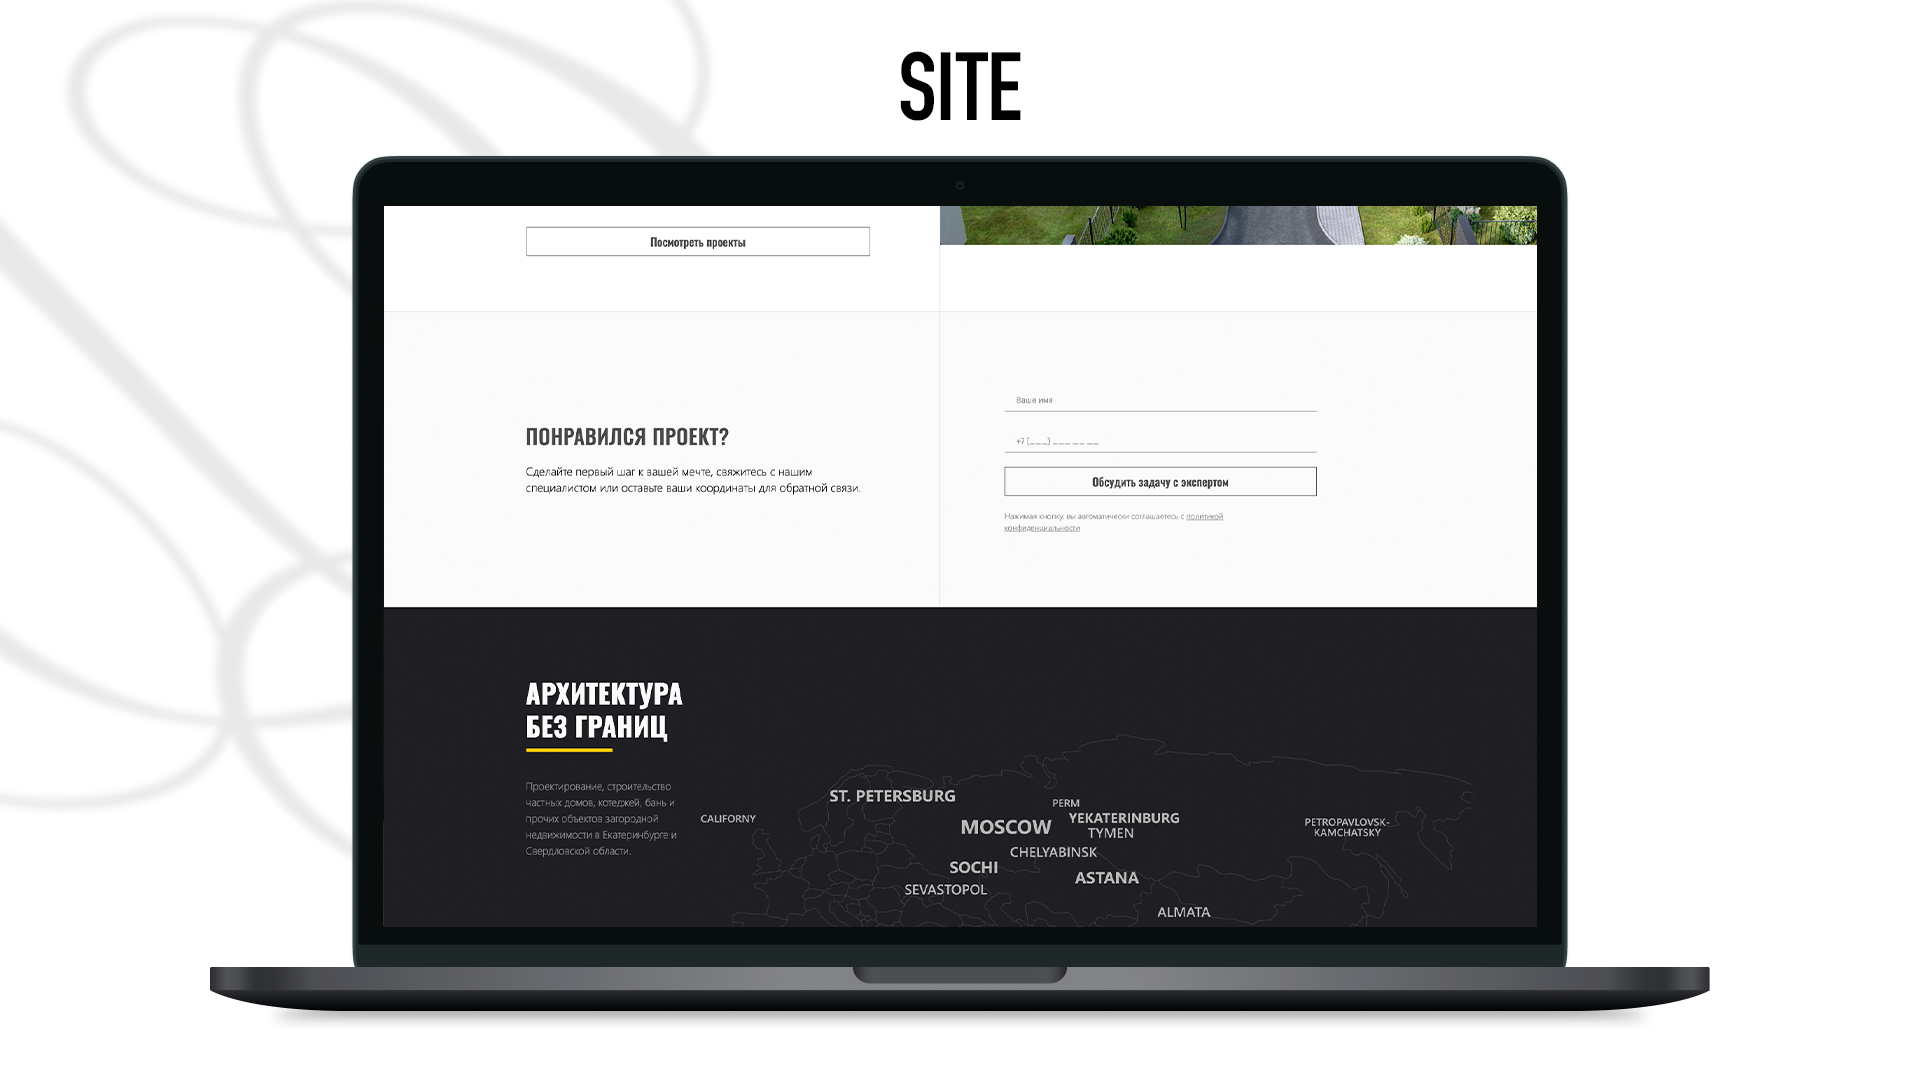 SITE
Посмотреть проекты
ПОНРАВИЛСЯ ПРОЕКТ?
Сделайте первый шаг к вашей мечте, свяжитесь с нашим
специалистом или оставьте ваши координаты для обратной связи.
Ваше имя
+7 (___) ___ __ __
Обсудить задачу с экспертом
Нажимая кнопку, вы автоматически соглашаетесь с политикой
конфиденциальности
АРХИТЕКТУРА
БЕЗ ГРАНИЦ
Проектирование, строительство
частных домов, котеджей, бань и
прочих объектов загородной
недвижимости в Екатеринбурге и
Свердловской области.
CALIFORNY
ST. PETERSBURG
MOSCOW
PERM
YEKATERINBURG
TYMEN
CHELYABINSK
SOCHI
SEVASTOPOL
ASTANA
ALMATA
PETROPAVLOVSK-
KAMCHATSKY